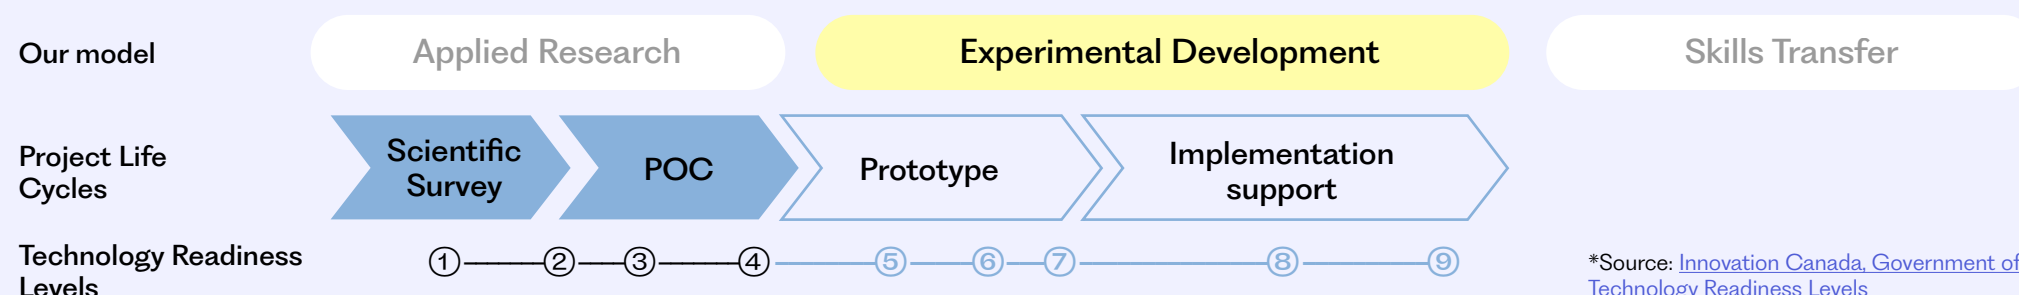 Our model
Applied Research
Experimental Development
Skills Transfer
Project Life
Cycles
Scientific
Survey
POC
Prototype
Implementation
support
Technology Readiness
Levels
① ② ③ ④ ⑤ ⑥ ⑦ ⑧ ⑨
*Source: Innovation Canada, Government of
Technology Readiness Levels